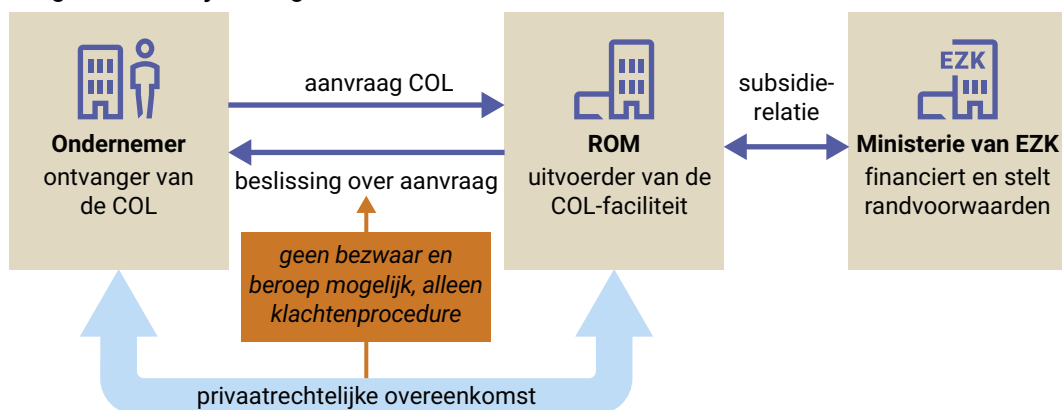 aanvraag COL
Ondernemer
ontvanger van
de COL
beslissing over aanvraag
ROM
uitvoerder van de
COL-faciliteit
subsidie-
relatie
EZK
Ministerie van EZK
financiert en stelt
randvoorwaarden
geen bezwaar en
beroep mogelijk, alleen
klachtenprocedure
privaatrechtelijke overeenkomst